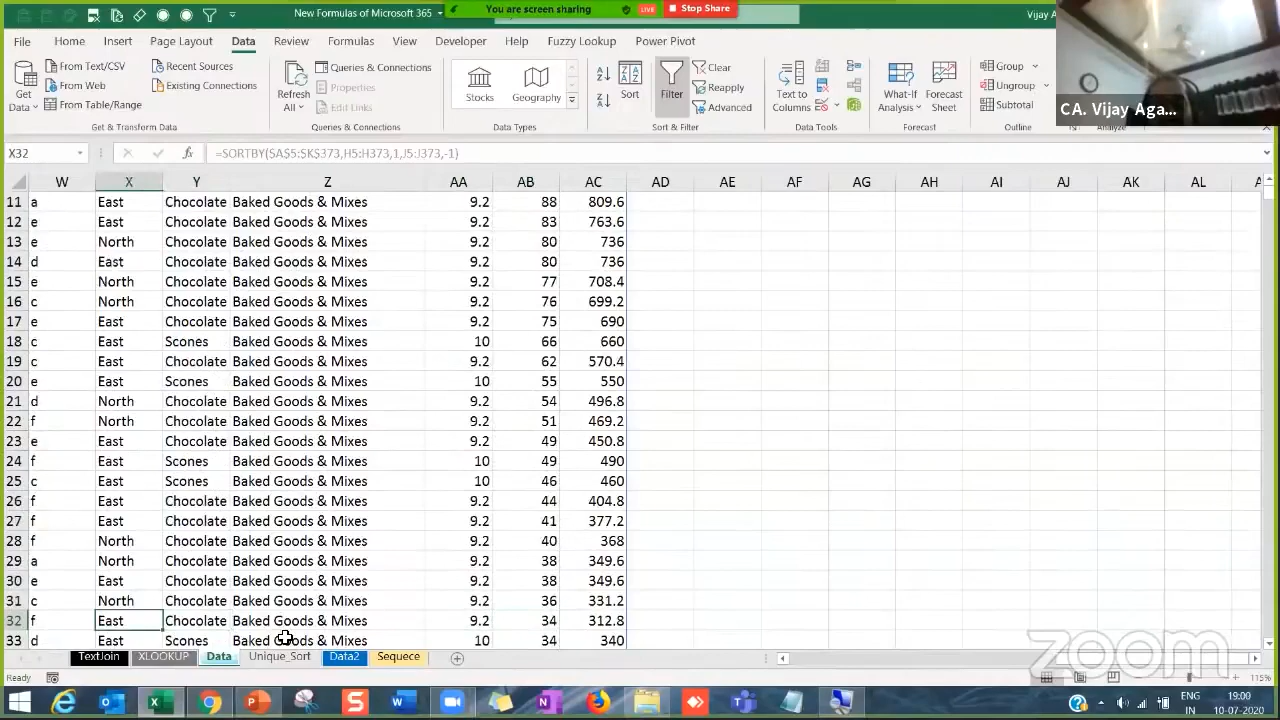 New Formulas of Microsoft 365
You are screen sharing
LIVE
Stop Share
Vijay A
File Home Insert Page Layout Formulas Data Review View Developer Help Fuzzy Lookup Power Pivot
Get Data
From Text/CSV
From Web
From Table/Range
Recent Sources
Existing Connections
Get & Transform Data
Refresh All
Queries & Connections
Properties
Edit Links
Queries & Connections
Stocks
Geography
Data Types
Sort
Filter
Clear
Reapply
Advanced
Sort & Filter
Text to Columns
Data Tools
What-If Analysis
Forecast Sheet
Forecast
Group
Ungroup
Subtotal
Outline
CA. Vijay Aga...
X32 fx =SORTBY($A$5:$K$373,H5:H373,1,J5:J373,-1)
W X Y Z AA AB AC AD AE AF AG AH AI AJ AK AL
11 a East Chocolate Baked Goods & Mixes 9.2 88 809.6
12 e East Chocolate Baked Goods & Mixes 9.2 83 763.6
13 e North Chocolate Baked Goods & Mixes 9.2 80 736
14 d East Chocolate Baked Goods & Mixes 9.2 80 736
15 e North Chocolate Baked Goods & Mixes 9.2 77 708.4
16 c North Chocolate Baked Goods & Mixes 9.2 76 699.2
17 e East Chocolate Baked Goods & Mixes 9.2 75 690
18 c East Scones Baked Goods & Mixes 10 66 660
19 c East Chocolate Baked Goods & Mixes 9.2 62 570.4
20 e East Scones Baked Goods & Mixes 10 55 550
21 d North Chocolate Baked Goods & Mixes 9.2 54 496.8
22 f North Chocolate Baked Goods & Mixes 9.2 51 469.2
23 e East Chocolate Baked Goods & Mixes 9.2 49 450.8
24 f East Scones Baked Goods & Mixes 10 49 490
25 c East Scones Baked Goods & Mixes 10 46 460
26 f East Chocolate Baked Goods & Mixes 9.2 44 404.8
27 f East Chocolate Baked Goods & Mixes 9.2 41 377.2
28 f North Chocolate Baked Goods & Mixes 9.2 40 368
29 a North Chocolate Baked Goods & Mixes 9.2 38 349.6
30 e East Chocolate Baked Goods & Mixes 9.2 38 349.6
31 c North Chocolate Baked Goods & Mixes 9.2 36 331.2
32 f East Chocolate Baked Goods & Mixes 9.2 34 312.8
33 d East Scones Baked Goods & Mixes 10 34 340
TextJoin XLOOKUP Data Unique_Sort Data2 Sequece
zoom
Ready
115%
ENG 19:00
IN 10-07-2020